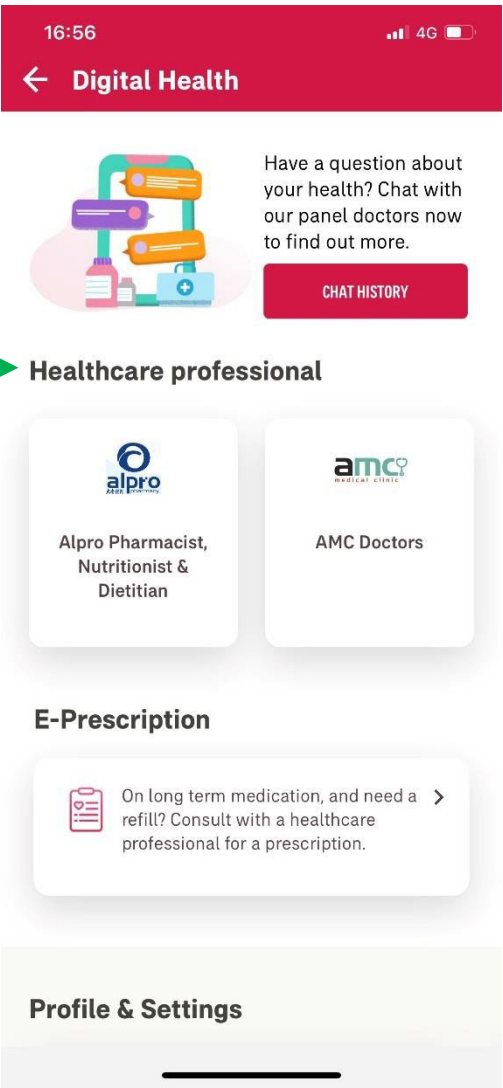 16:56
4G
Digital Health
Have a question about
your health? Chat with
our panel doctors now
to find out more.
CHAT HISTORY
Healthcare professional
alpro
pharmacy
Alpro Pharmacist,
Nutritionist &
Dietitian
amc
medical clinic
AMC Doctors
E-Prescription
On long term medication, and need a
refill? Consult with a healthcare
professional for a prescription.
Profile & Settings